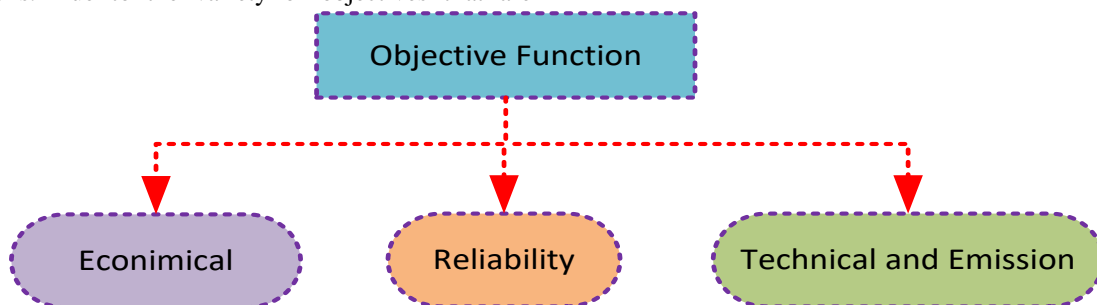 Objective Function
Econimical
Reliability
Technical and Emission